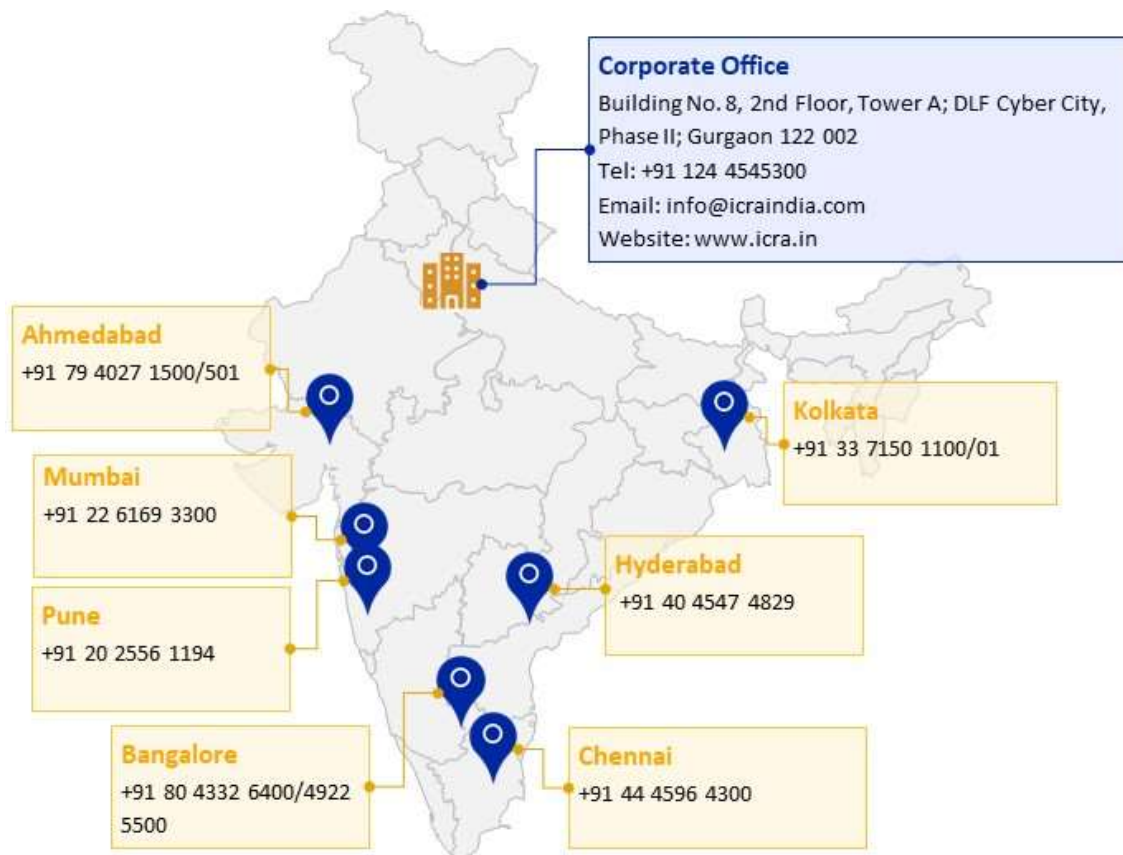 Corporate Office
Building No. 8, 2nd Floor, Tower A; DLF Cyber City,
Phase II; Gurgaon 122 002
Tel: +91 124 4545300
Email: info@icraindia.com
Website: www.icra.in
Ahmedabad
+91 79 4027 1500/501
Kolkata
+91 33 7150 1100/01
Mumbai
+91 22 6169 3300
Hyderabad
+91 40 4547 4829
Pune
+91 20 2556 1194
Bangalore
+91 80 4332 6400/4922
5500
Chennai
+91 44 4596 4300